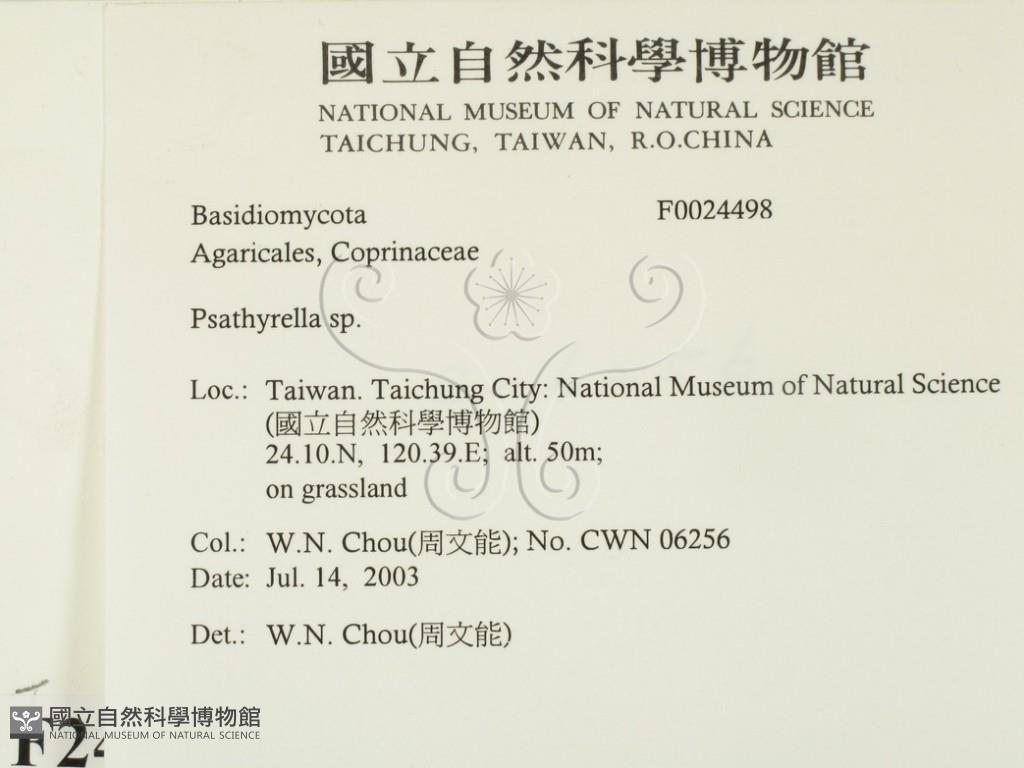 國立自然科學博物館
NATIONAL MUSEUM OF NATURAL SCIENCE
TAICHUNG, TAIWAN, R.O.CHINA
Basidiomycota F0024498
Agaricales, Coprinaceae
Psathyrella sp.
Loc.: Taiwan. Taichung City: National Museum of Natural Science
(國立自然科學博物館)
24.10.N, 120.39.E; alt. 50m;
on grassland
Col.: W.N. Chou(周文能); No. CWN 06256
Date: Jul. 14, 2003
Det.: W.N. Chou(周文能)
國立自然科學博物館
NATIONAL MUSEUM OF NATURAL SCIENCE